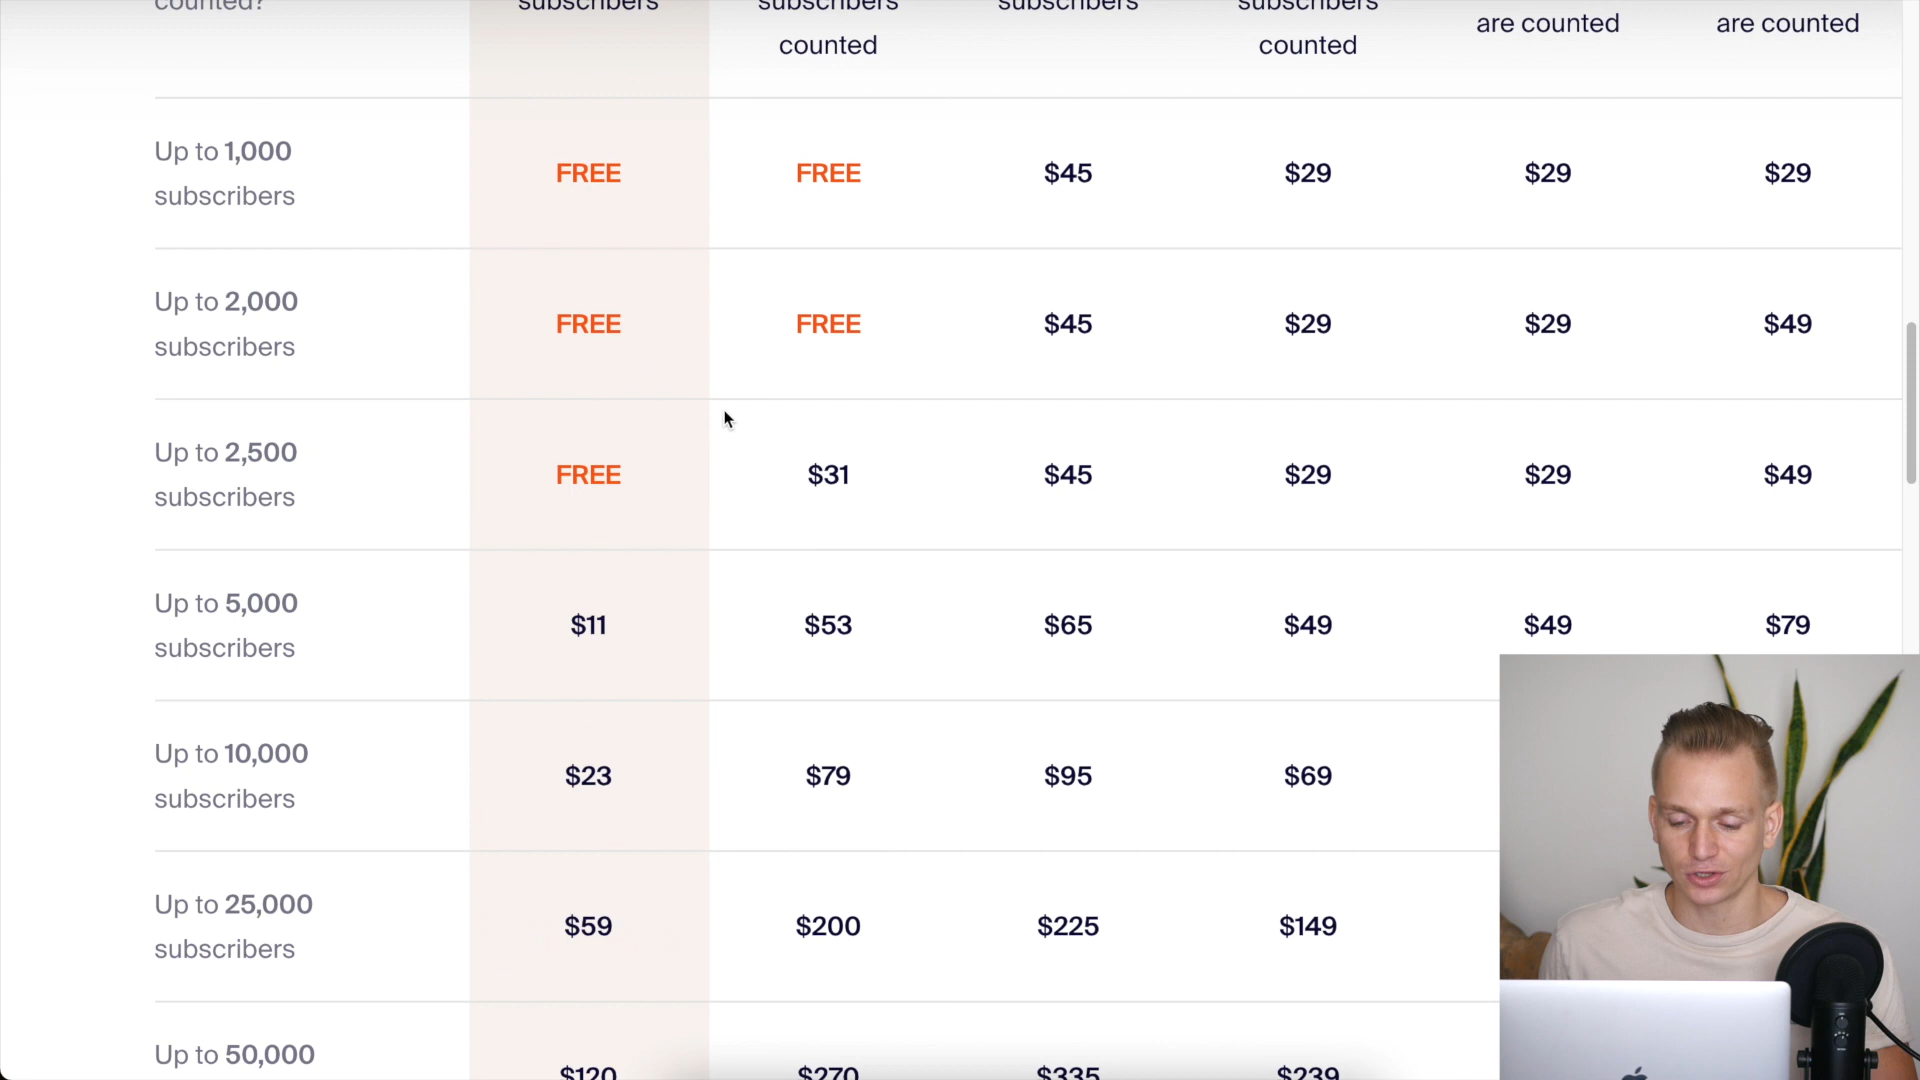 counted?
subscribers
subscribers
counted
subscribers
subscribers
counted
are counted
are counted
Up to 1,000
subscribers
FREE
FREE
$45
$29
$29
$29
Up to 2,000
subscribers
FREE
FREE
$45
$29
$29
$49
Up to 2,500
subscribers
FREE
$31
$45
$29
$29
$49
Up to 5,000
subscribers
$11
$53
$65
$49
$49
$79
Up to 10,000
subscribers
$23
$79
$95
$69
Up to 25,000
subscribers
$59
$200
$225
$149
Up to 50,000
$120
$270
$335
$239